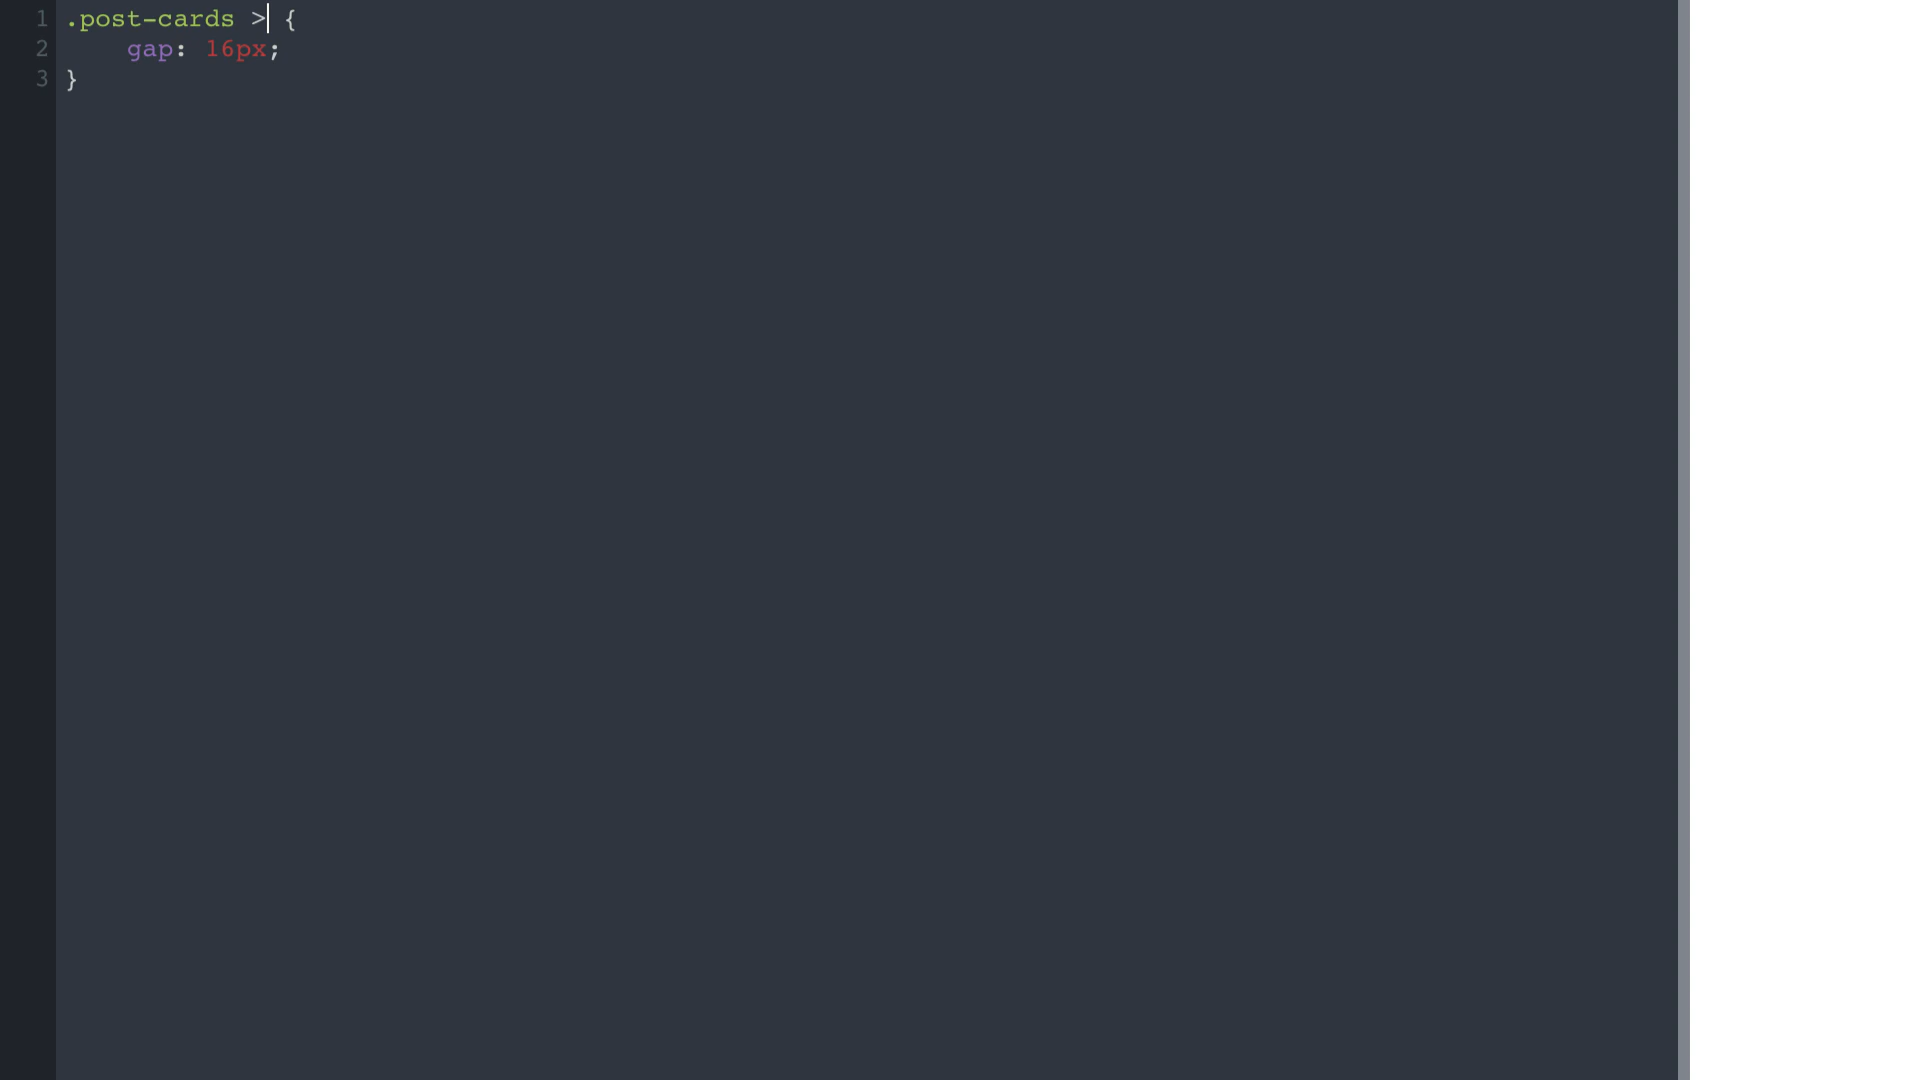 1 .post-cards > {
2 gap: 16px;
3 }